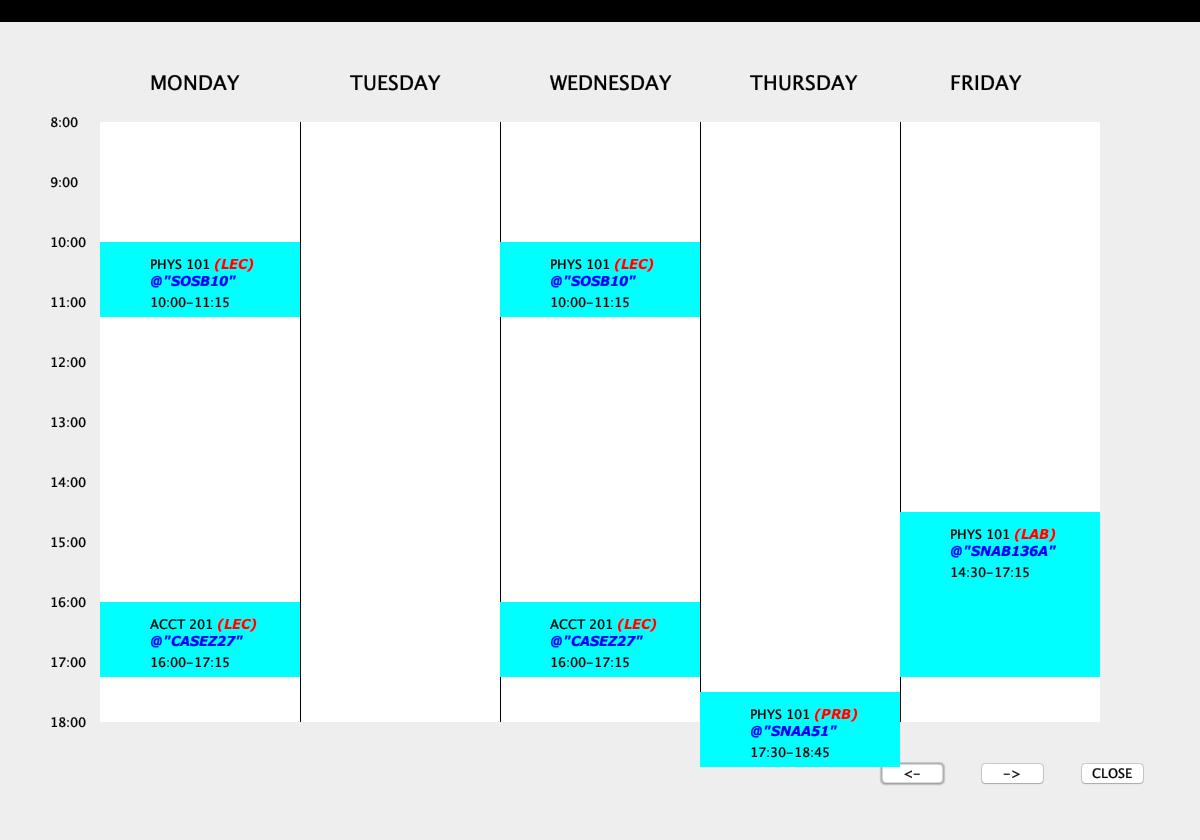 MONDAY TUESDAY WEDNESDAY THURSDAY FRIDAY
8:00
9:00
10:00
11:00
12:00
13:00
14:00
15:00
16:00
17:00
18:00
PHYS 101 (LEC)
@"SOSB10"
10:00-11:15
ACCT 201 (LEC)
@"CASEZ27"
16:00-17:15
PHYS 101 (LEC)
@"SOSB10"
10:00-11:15
ACCT 201 (LEC)
@"CASEZ27"
16:00-17:15
PHYS 101 (PRB)
@"SNAA51"
17:30-18:45
PHYS 101 (LAB)
@"SNAB136A"
14:30-17:15
<- -> CLOSE